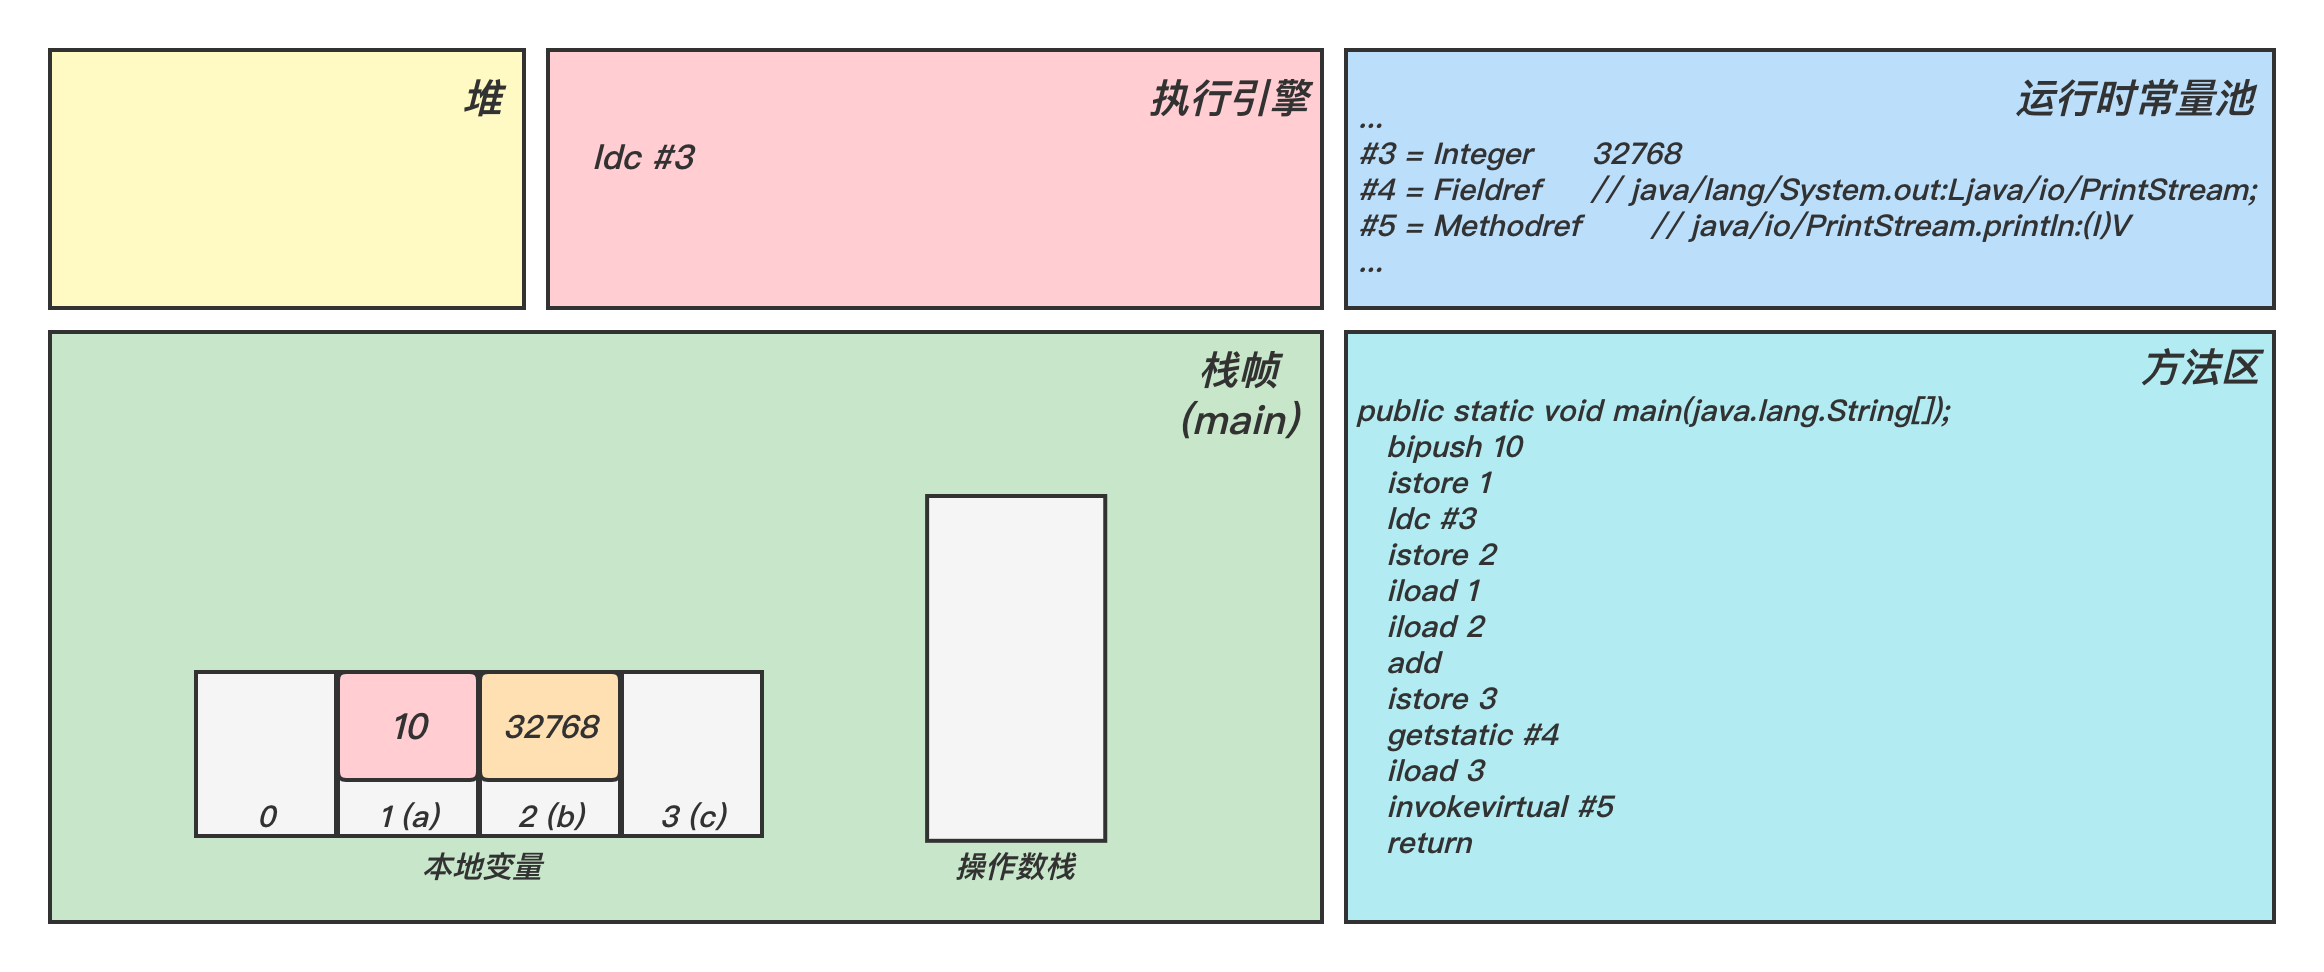 堆
执行引擎
ldc #3
运行时常量池
...
#3 = Integer 32768
#4 = Fieldref // java/lang/System.out:Ljava/io/PrintStream;
#5 = Methodref // java/io/PrintStream.println:(I)V
...
栈帧
(main)
10
32768
0
1 (a)
2 (b)
3 (c)
本地变量
操作数栈
方法区
public static void main(java.lang.String[]);
bipush 10
istore 1
ldc #3
istore 2
iload 1
iload 2
add
istore 3
getstatic #4
iload 3
invokevirtual #5
return